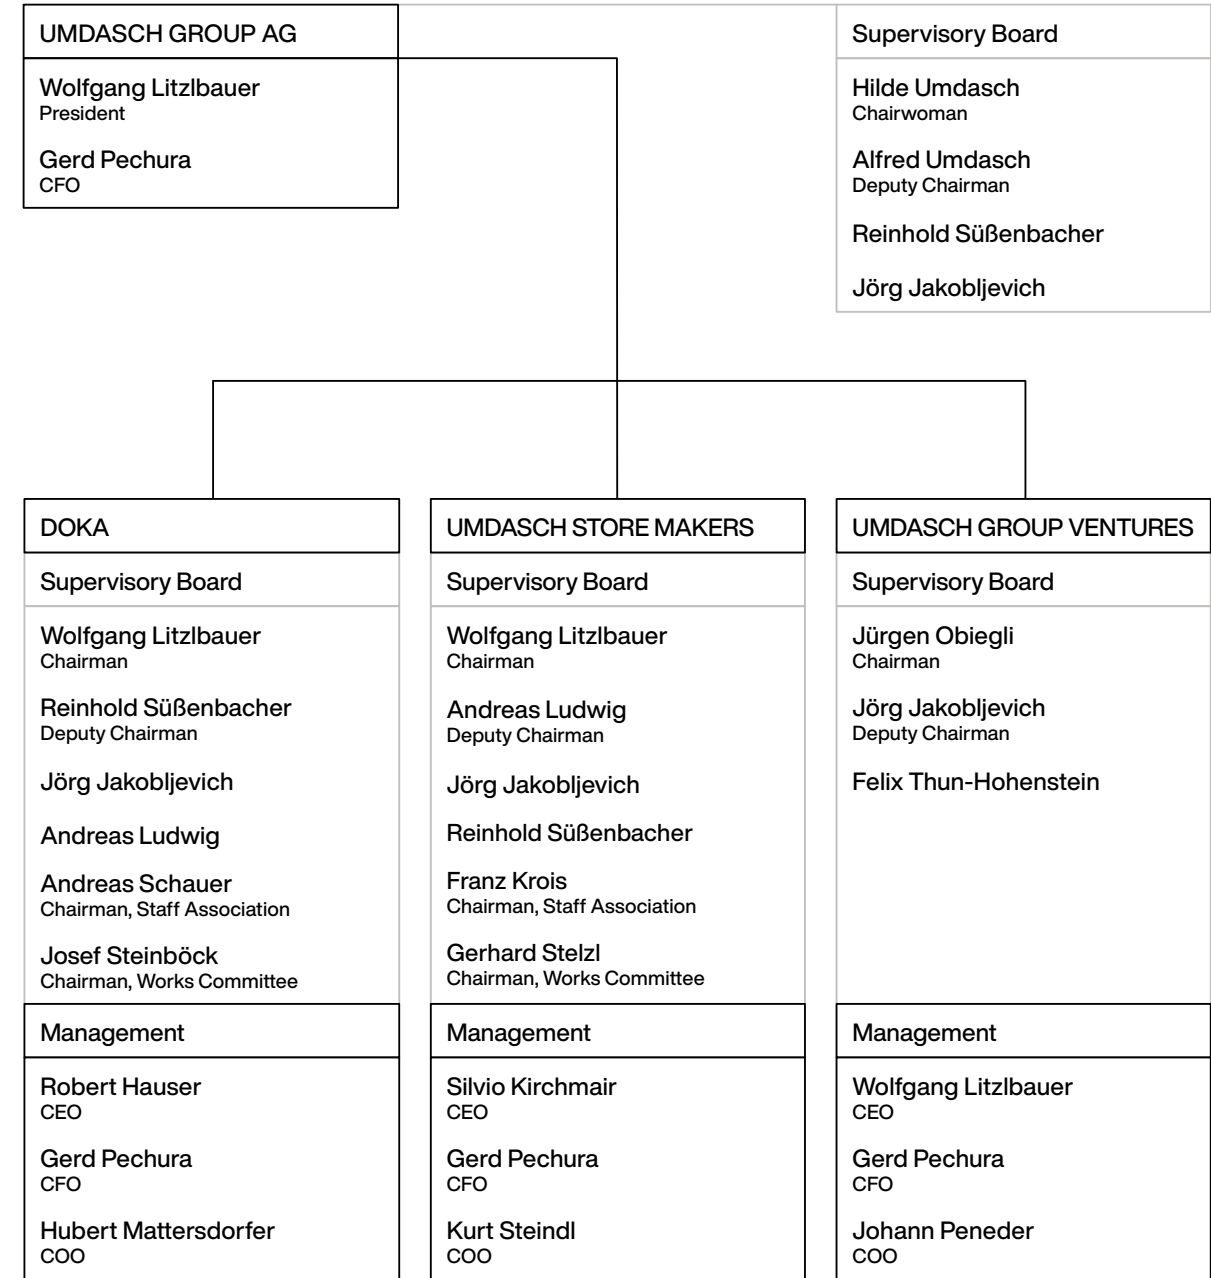 UMDASCH GROUP AG
Wolfgang Litzlbauer
President
Gerd Pechura
CFO
Supervisory Board
Hilde Umdasch
Chairwoman
Alfred Umdasch
Deputy Chairman
Reinhold Süßenbacher
Jörg Jakobljevich
DOKA
Supervisory Board
Wolfgang Litzlbauer
Chairman
Reinhold Süßenbacher
Deputy Chairman
Jörg Jakobljevich
Andreas Ludwig
Andreas Schauer
Chairman, Staff Association
Josef Steinböck
Chairman, Works Committee
Management
Robert Hauser
CEO
Gerd Pechura
CFO
Hubert Mattersdorfer
COO
UMDASCH STORE MAKERS
Supervisory Board
Wolfgang Litzlbauer
Chairman
Andreas Ludwig
Deputy Chairman
Jörg Jakobljevich
Reinhold Süßenbacher
Franz Krois
Chairman, Staff Association
Gerhard Stelzl
Chairman, Works Committee
Management
Silvio Kirchmair
CEO
Gerd Pechura
CFO
Kurt Steindl
COO
UMDASCH GROUP VENTURES
Supervisory Board
Jürgen Obiegli
Chairman
Jörg Jakobljevich
Deputy Chairman
Felix Thun-Hohenstein
Management
Wolfgang Litzlbauer
CEO
Gerd Pechura
CFO
Johann Peneder
COO